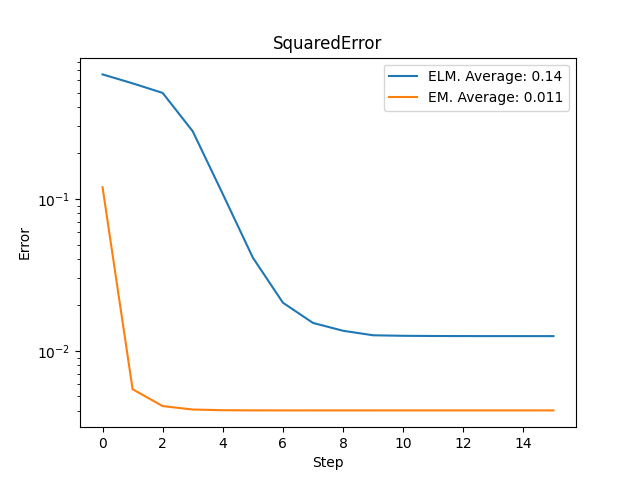 SquaredError
ELM. Average: 0.14
EM. Average: 0.011
Error
10⁻¹
10⁻²
0 2 4 6 8 10 12 14
Step